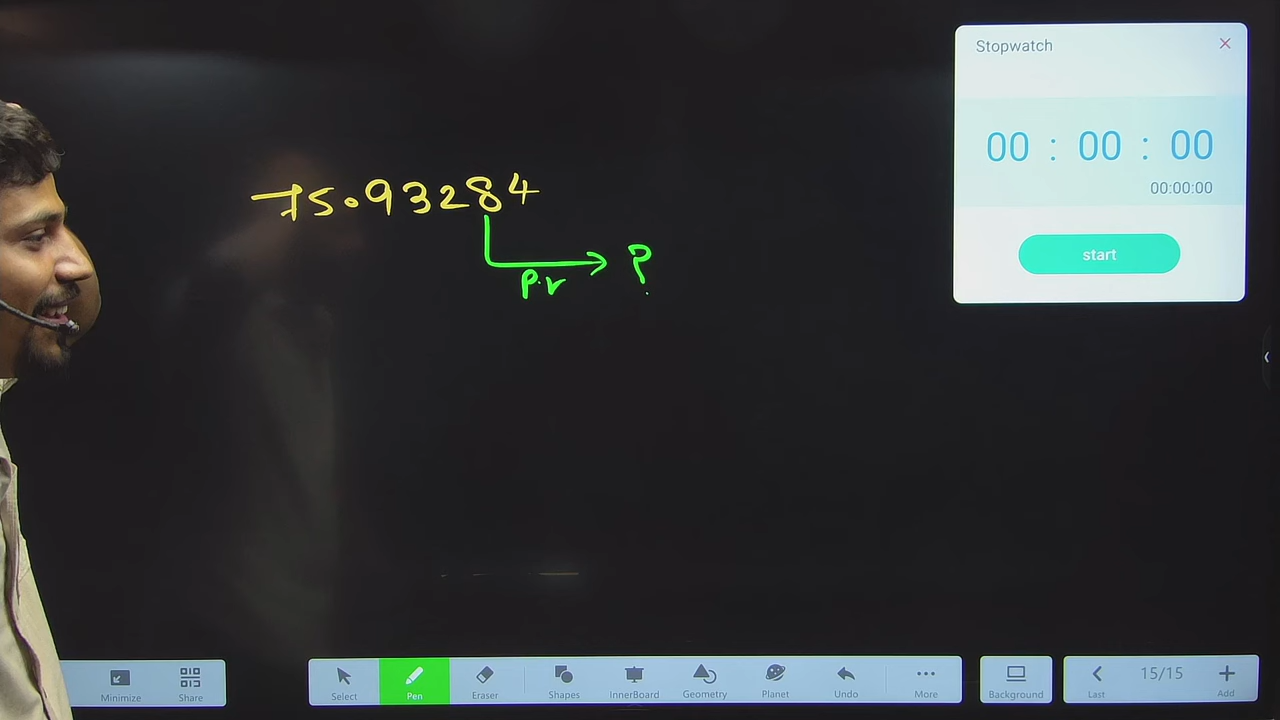 Stopwatch
00 : 00 : 00
00:00:00
start
75.93284
P.V ?
Minimize
Share
Select
Pen
Eraser
Shapes
InnerBoard
Geometry
Planet
Undo
More
Background
Last
15/15
Add